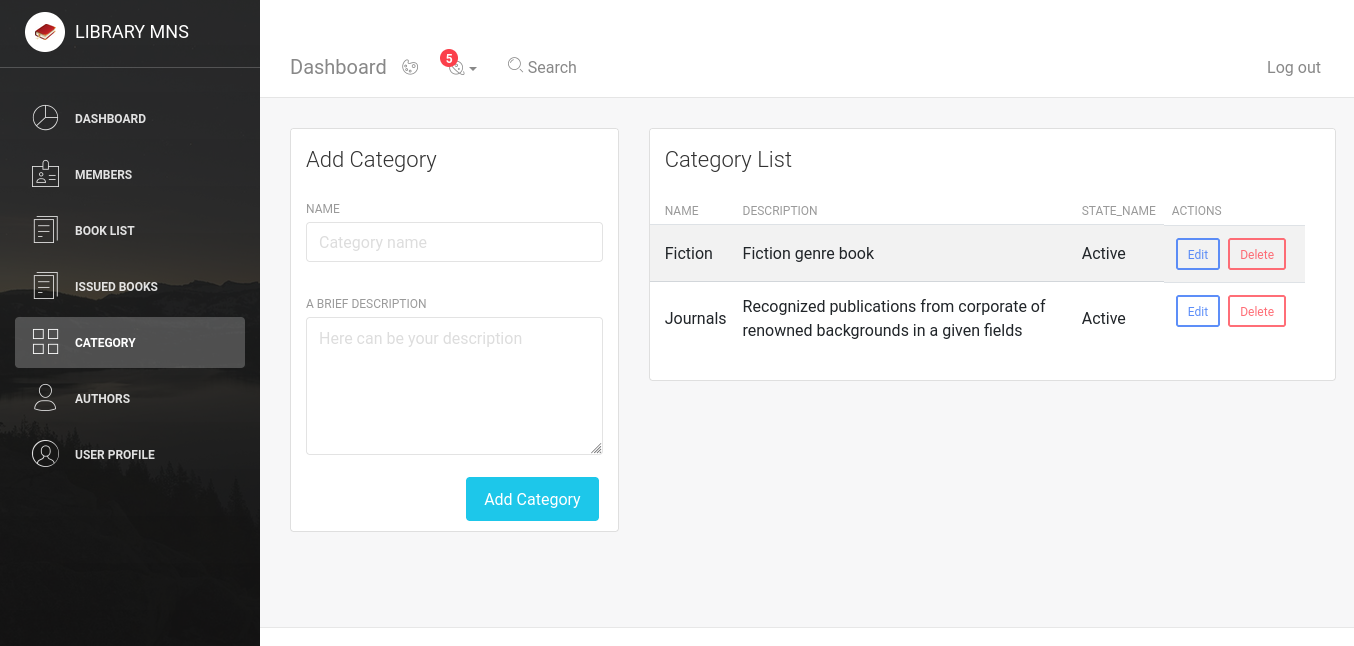 LIBRARY MNS
DASHBOARD
MEMBERS
BOOK LIST
ISSUED BOOKS
CATEGORY
AUTHORS
USER PROFILE
Dashboard 5 Search Log out
Add Category
NAME
Category name
A BRIEF DESCRIPTION
Here can be your description
Add Category
Category List
NAME DESCRIPTION STATE_NAME ACTIONS
Fiction Fiction genre book Active Edit Delete
Journals Recognized publications from corporate of
renowned backgrounds in a given fields Active Edit Delete